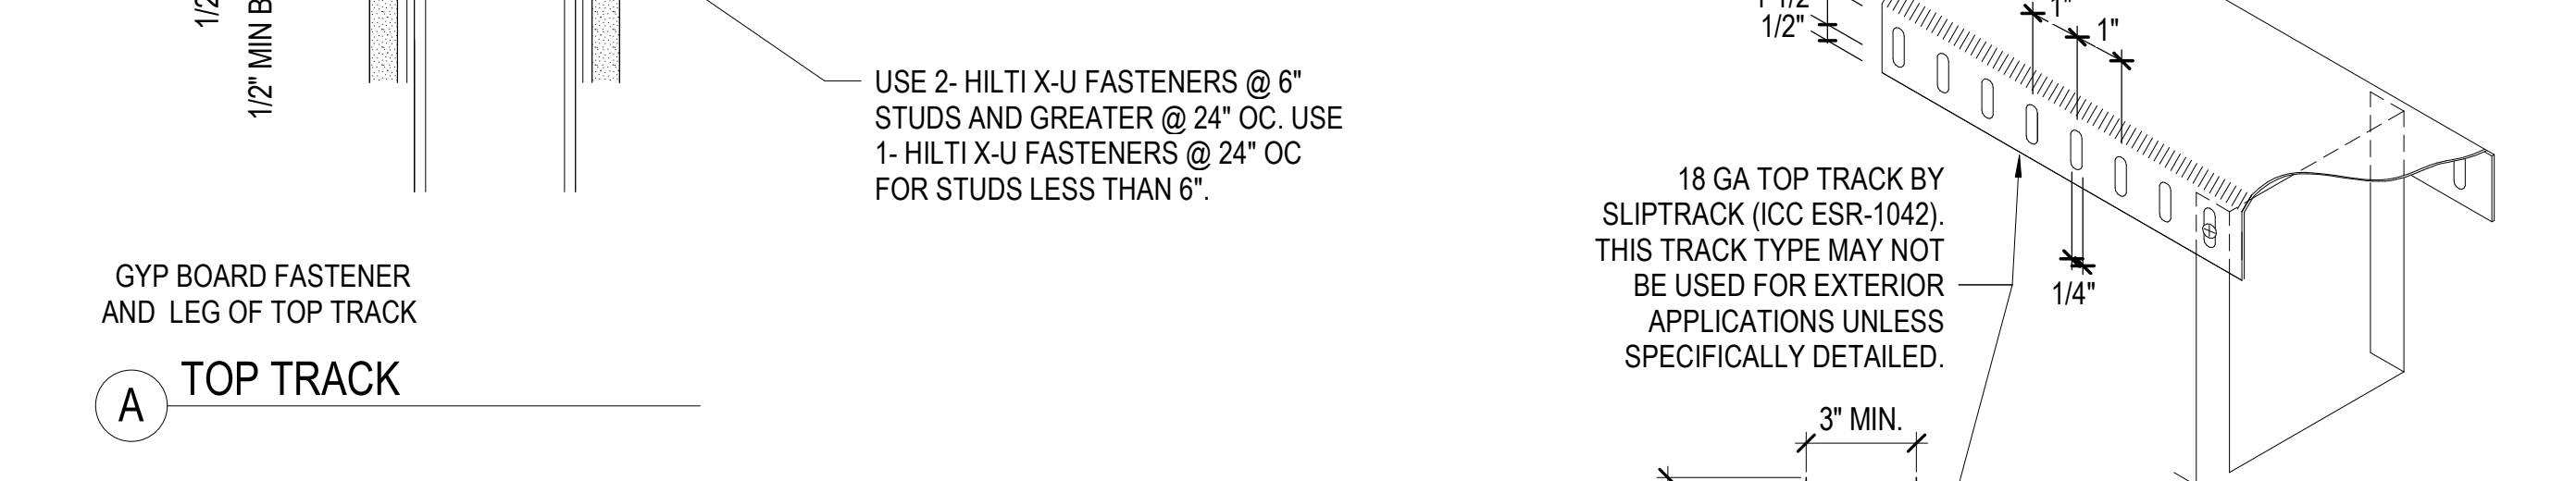 1/2" MIN
USE 2- HILTI X-U FASTENERS @ 6"
STUDS AND GREATER @ 24" OC. USE
1- HILTI X-U FASTENERS @ 24" OC
FOR STUDS LESS THAN 6".
GYP BOARD FASTENER
AND LEG OF TOP TRACK
A
TOP TRACK
1/2"
1"
1"
18 GA TOP TRACK BY
SLIPTRACK (ICC ESR-1042).
THIS TRACK TYPE MAY NOT
BE USED FOR EXTERIOR
APPLICATIONS UNLESS
SPECIFICALLY DETAILED.
1/4"
3" MIN.